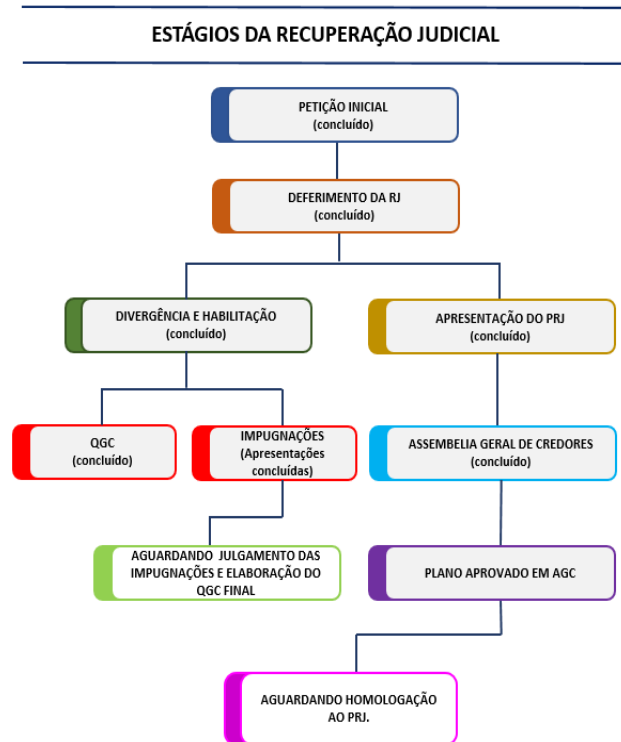 ESTÁGIOS DA RECUPERAÇÃO JUDICIAL
PETIÇÃO INICIAL
(concluído)
DEFERIMENTO DA RJ
(concluído)
DIVERGÊNCIA E HABILITAÇÃO
(concluído)
APRESENTAÇÃO DO PRJ
(concluído)
QGC
(concluído)
IMPUGNAÇÕES
(Apresentações
concluídas)
ASSEMBELIA GERAL DE CREDORES
(concluído)
AGUARDANDO JULGAMENTO DAS
IMPUGNAÇÕES E ELABORAÇÃO DO
QGC FINAL
PLANO APROVADO EM AGC
AGUARDANDO HOMOLOGAÇÃO
AO PRJ.